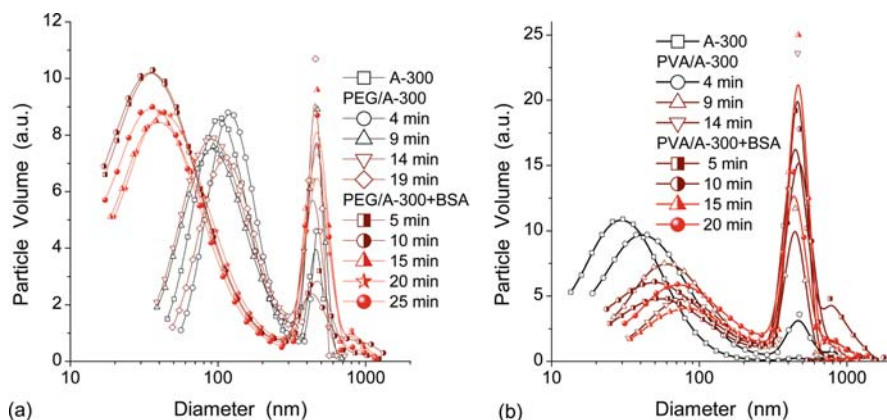 (a)
Particle Volume (a.u.)
12
10
8
6
4
2
0
10
100
1000
Diameter (nm)
A-300
PEG/A-300
4 min
9 min
14 min
19 min
PEG/A-300+BSA
5 min
10 min
15 min
20 min
25 min
(b)
Particle Volume (a.u.)
25
20
15
10
5
0
10
100
1000
Diameter (nm)
A-300
PVA/A-300
4 min
9 min
14 min
PVA/A-300+BSA
5 min
10 min
15 min
20 min